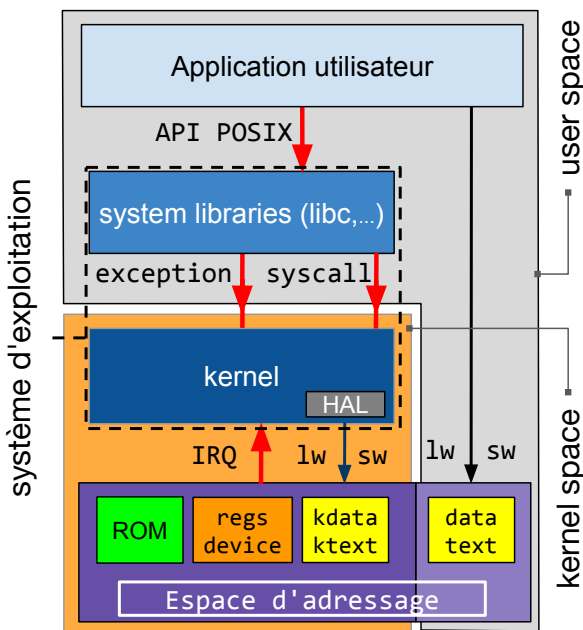 Application utilisateur
API POSIX
system libraries (libc,...)
exception syscall
kernel
HAL
IRQ lw sw lw sw
ROM
regs
device
kdata
ktext
data
text
Espace d'adressage
système d'exploitation
user space
kernel space